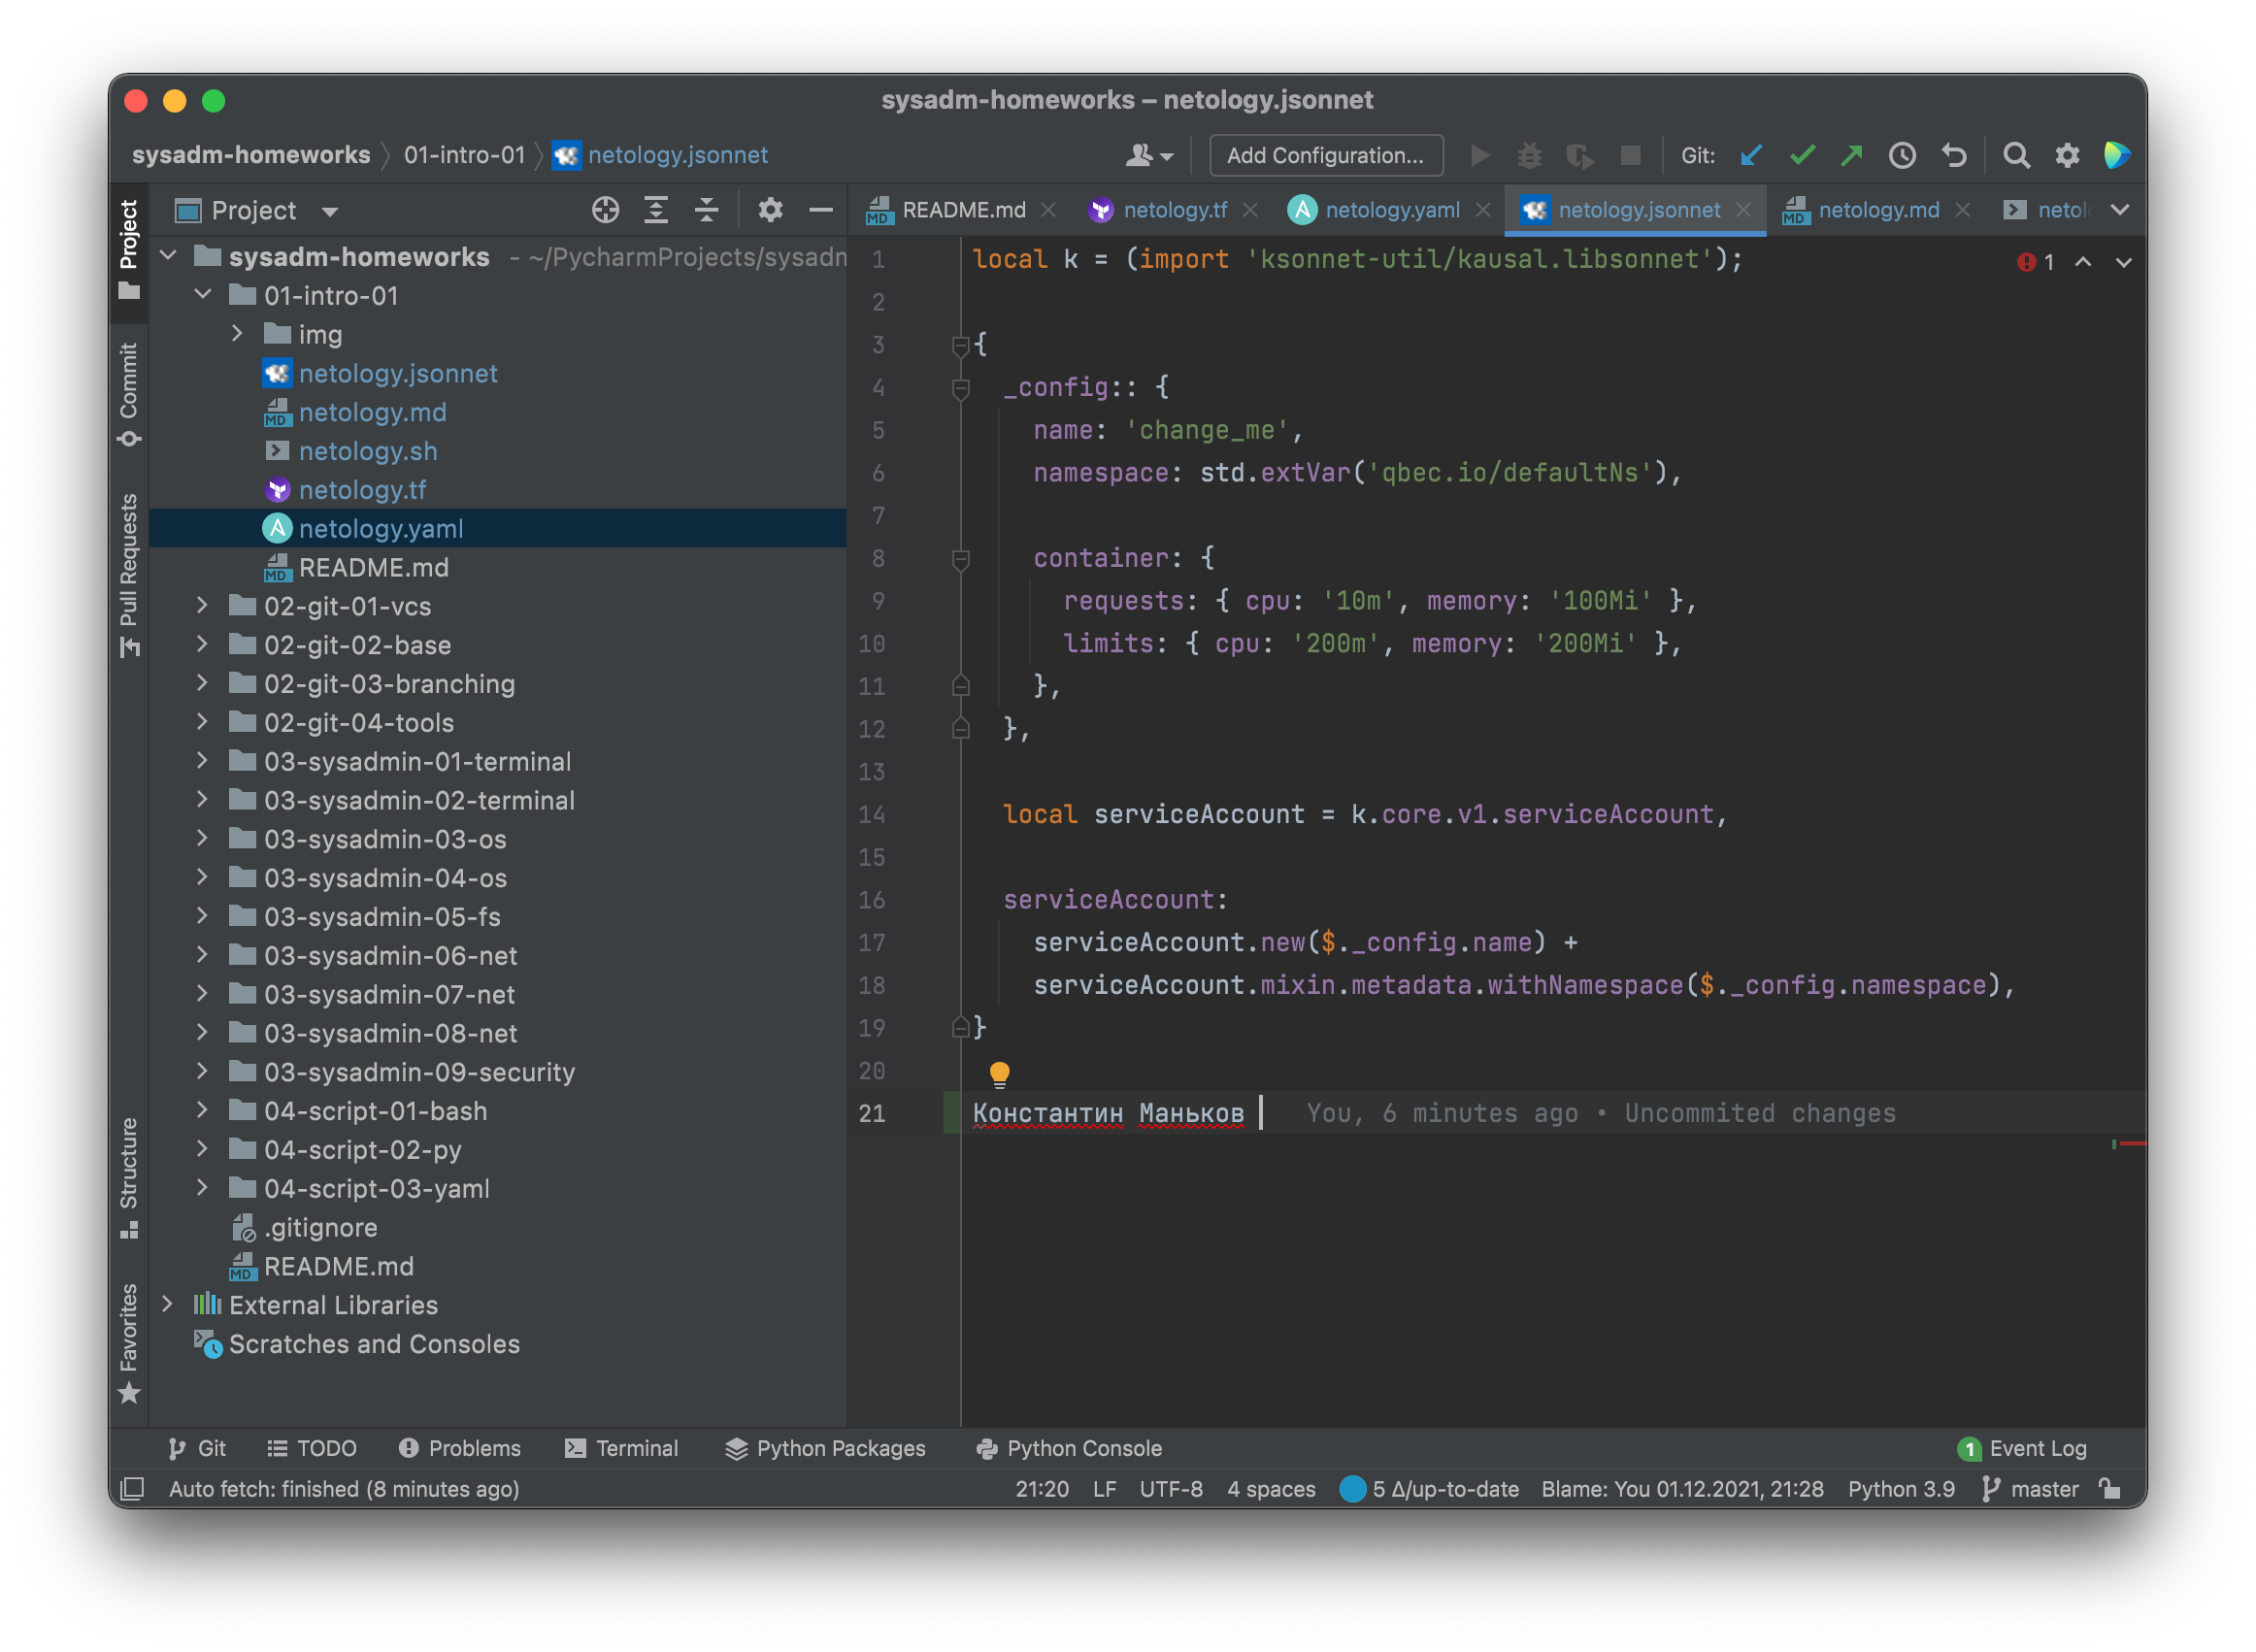 sysadm-homeworks – netology.jsonnet
sysadm-homeworks 01-intro-01 netology.jsonnet Add Configuration... Git:
Project README.md netology.tf netology.yaml netology.jsonnet netology.md
Project
Commit
Pull Requests
Structure
Favorites
sysadm-homeworks - ~/PycharmProjects/sysadm
01-intro-01
img
netology.jsonnet
netology.md
netology.sh
netology.tf
netology.yaml
README.md
02-git-01-vcs
02-git-02-base
02-git-03-branching
02-git-04-tools
03-sysadmin-01-terminal
03-sysadmin-02-terminal
03-sysadmin-03-os
03-sysadmin-04-os
03-sysadmin-05-fs
03-sysadmin-06-net
03-sysadmin-07-net
03-sysadmin-08-net
03-sysadmin-09-security
04-script-01-bash
04-script-02-py
04-script-03-yaml
.gitignore
README.md
External Libraries
Scratches and Consoles
1 local k = (import 'ksonnet-util/kausal.libsonnet'); 1
2
3 {
4 _config:: {
5 name: 'change_me',
6 namespace: std.extVar('qbec.io/defaultNs'),
7
8 container: {
9 requests: { cpu: '10m', memory: '100Mi' },
10 limits: { cpu: '200m', memory: '200Mi' },
11 },
12 },
13
14 local serviceAccount = k.core.v1.serviceAccount,
15
16 serviceAccount:
17 serviceAccount.new($._config.name) +
18 serviceAccount.mixin.metadata.withNamespace($._config.namespace),
19 }
20
21 Константин Маньков You, 6 minutes ago • Uncommited changes
Git TODO Problems Terminal Python Packages Python Console 1 Event Log
Auto fetch: finished (8 minutes ago) 21:20 LF UTF-8 4 spaces 5 Δ/up-to-date Blame: You 01.12.2021, 21:28 Python 3.9 master